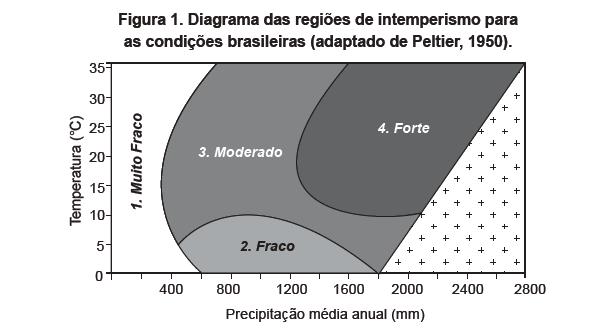 Figura 1. Diagrama das regiões de intemperismo para
as condições brasileiras (adaptado de Peltier, 1950).
35
30
25
20
15
10
5
0
Temperatura (°C)
1. Muito Fraco
3. Moderado
4. Forte
2. Fraco
400 800 1200 1600 2000 2400 2800
Precipitação média anual (mm)